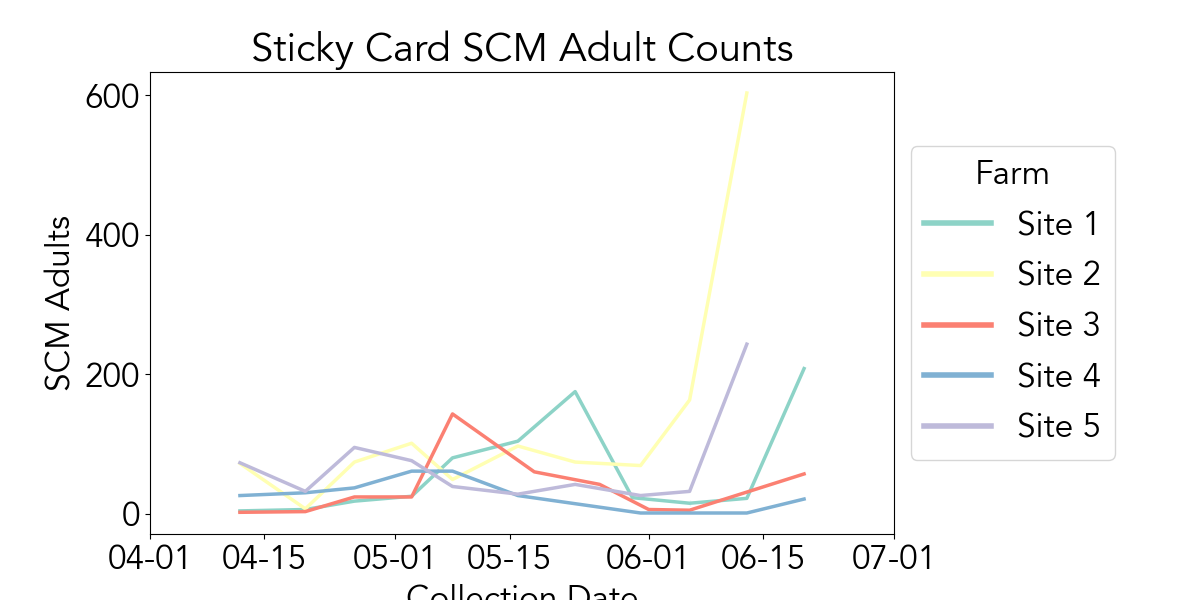 Sticky Card SCM Adult Counts
600
400
200
0
SCM Adults
04-01 04-15 05-01 05-15 06-01 06-15 07-01
Collection Date
Farm
Site 1
Site 2
Site 3
Site 4
Site 5